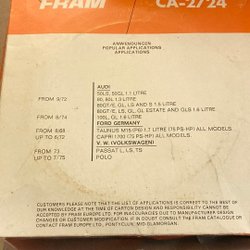 FRAM CA-2724
ANWENDUNGEN
POPULAR APPLICATIONS
APPLICATIONS
AUDI
50LS, 50GL 1.1 LITRE
FROM 9/72 80, 80L 1.3 LITRE
80GT/E, GL, LS AND S 1.6 LITRE
80GT/E, LS, GL, GL ESTATE AND GLS 1.6 LITRE
FROM 8/74 100L, GL 1.6 LITRE
FORD GERMANY
FROM 8/68 TAUNUS M15 (P6) 1.7 LITRE (75 PS-HP) ALL MODELS
UP TO 6/72 CAPRI 1700 (75 PS-HP) ALL MODELS
V. W. (VOLKSWAGEN)
FROM 73 PASSAT L, LS, TS
UP TO 7/75 POLO
CUSTOMERS PLEASE NOTE THAT THIS APPLICATION IS CORRECT TO THE BEST OF
OUR KNOWLEDGE AT THE TIME OF CARTON DESIGN AND RESPONSIBILITY CANNOT BE
ACCEPTED BY FRAM EUROPE LTD. FOR INACCURACIES DUE TO MANUFACTURER DESIGN
CHANGES OR CUSTOMER MODIFICATION. IF IN DOUBT CONSULT THE FRAM CATALOGUE OR
CONTACT FRAM EUROPE LTD., PONTYCLUN, MID-GLAMORGAN.